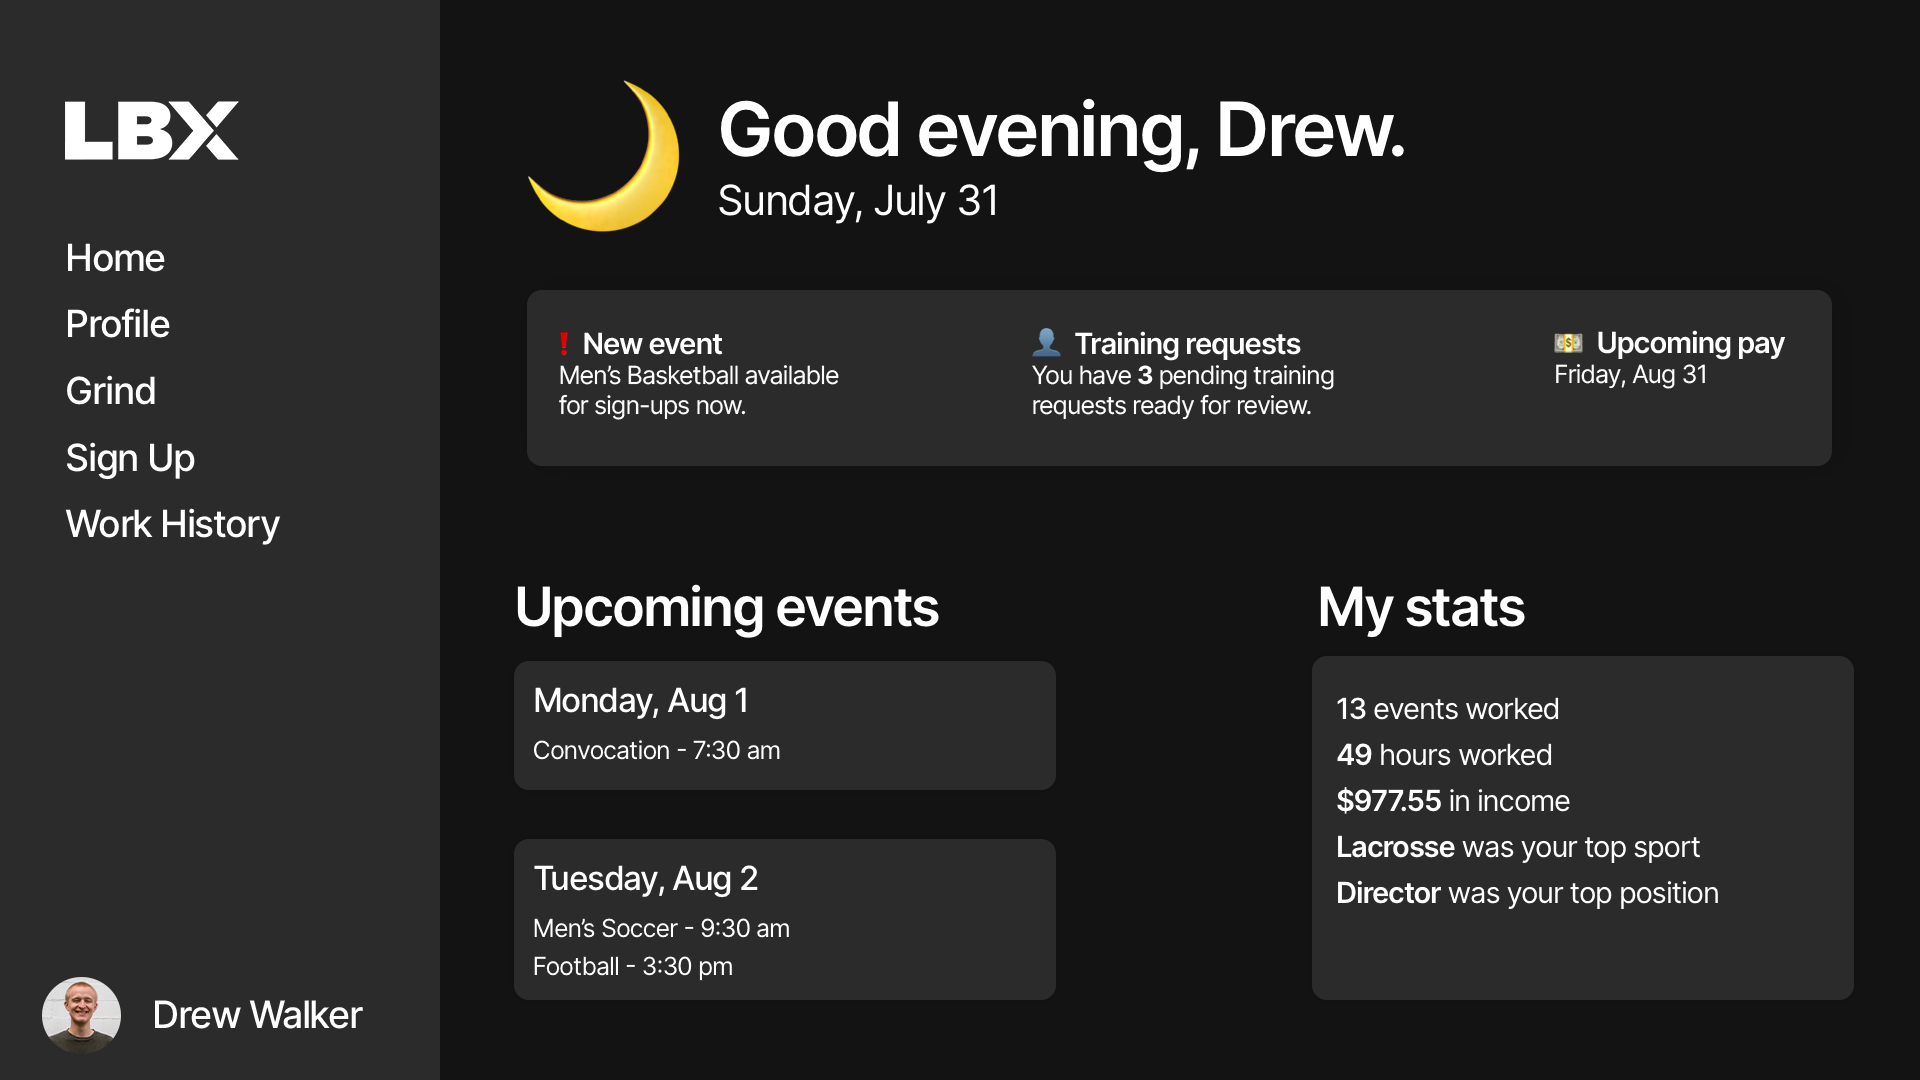 LBX
Home
Profile
Grind
Sign Up
Work History
Drew Walker
Good evening, Drew.
Sunday, July 31
New event
Men’s Basketball available
for sign-ups now.
Training requests
You have 3 pending training
requests ready for review.
Upcoming pay
Friday, Aug 31
Upcoming events
Monday, Aug 1
Convocation - 7:30 am
Tuesday, Aug 2
Men’s Soccer - 9:30 am
Football - 3:30 pm
My stats
13 events worked
49 hours worked
$977.55 in income
Lacrosse was your top sport
Director was your top position